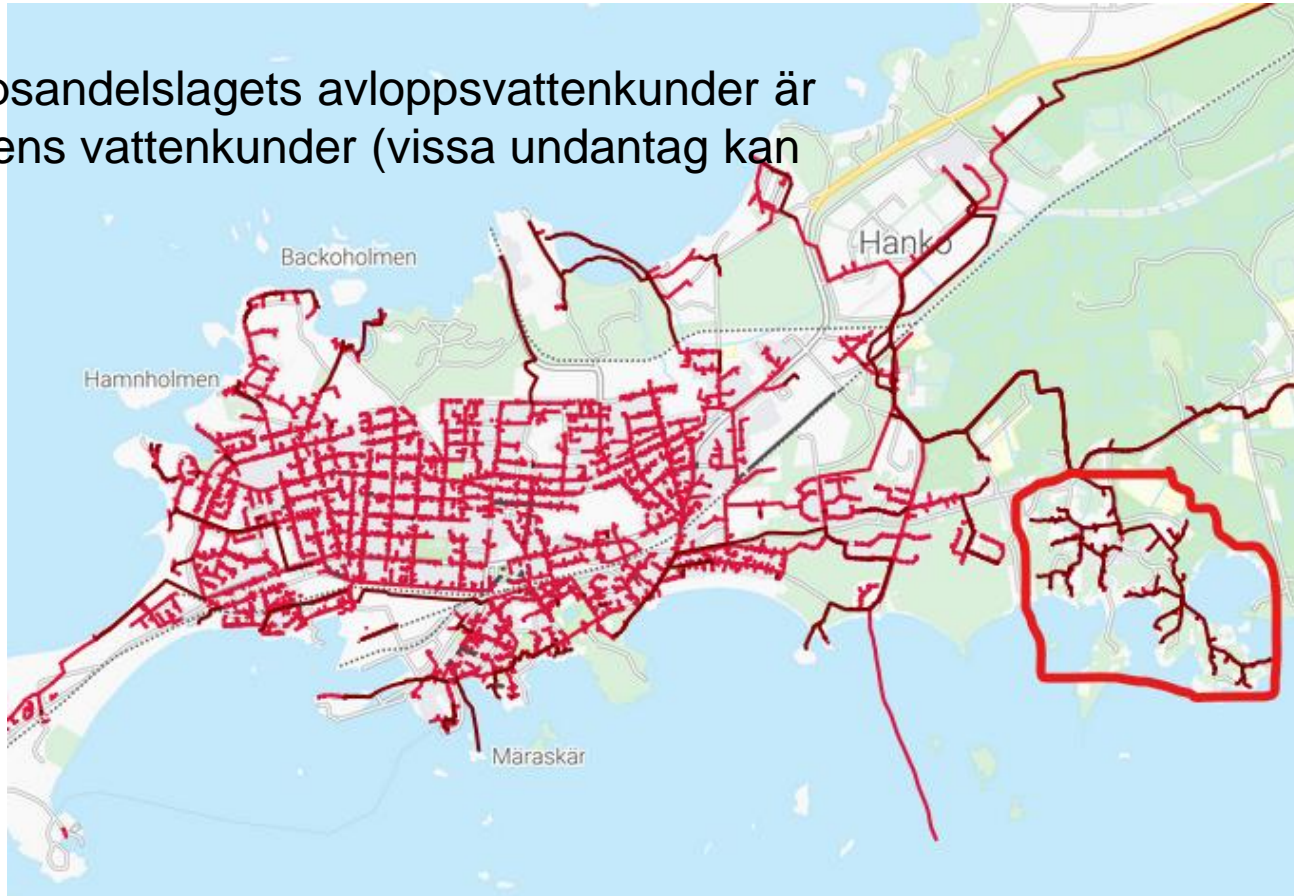 osandelslagets avloppsvattenkunder är
ens vattenkunder (vissa undantag kan
Hanko
Backoholmen
Hamnholmen
Märaskär